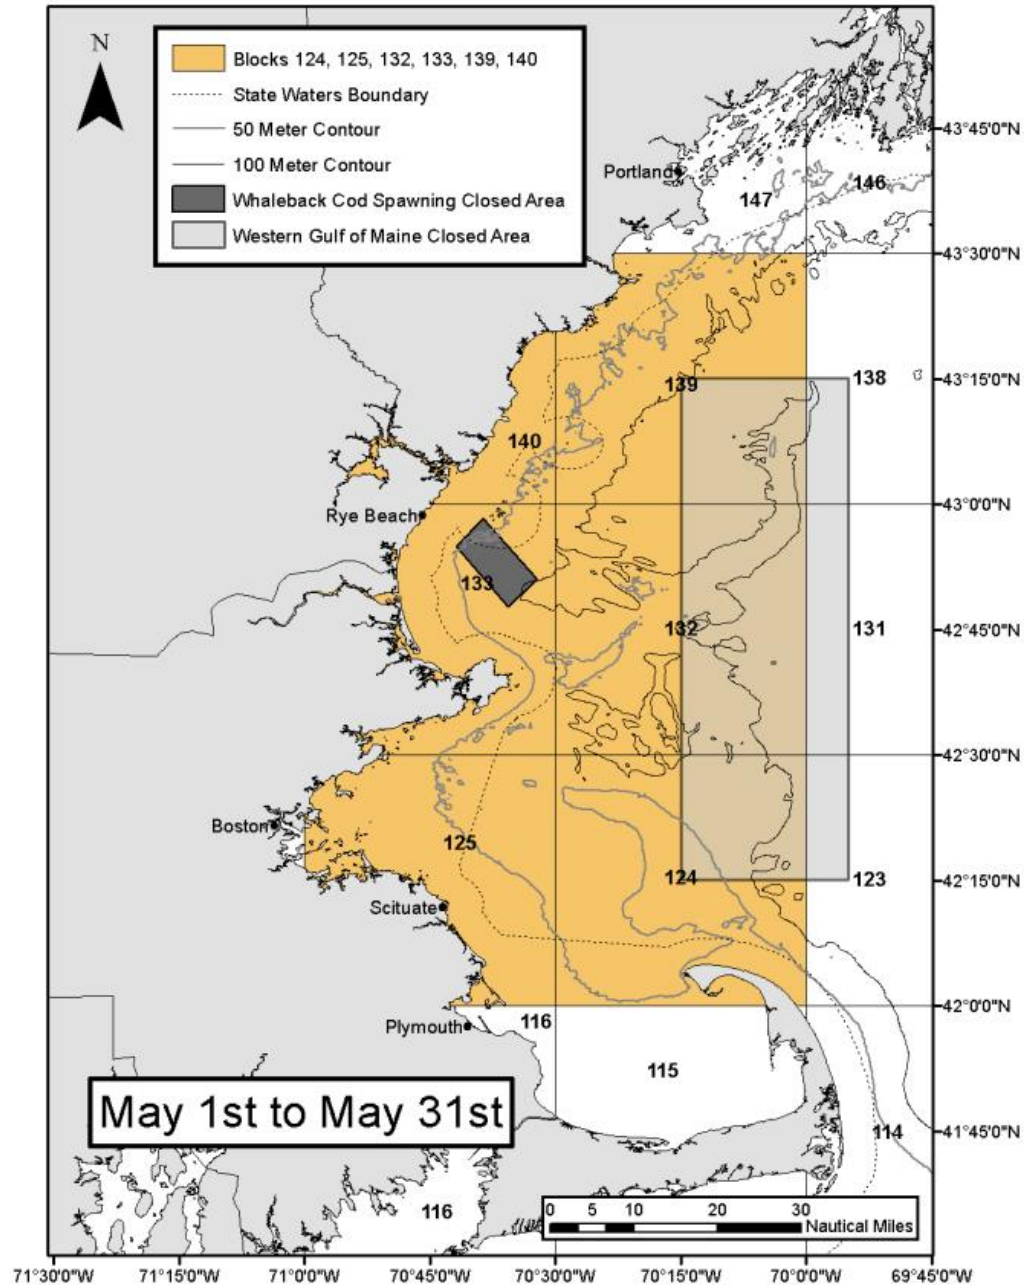 N
Blocks 124, 125, 132, 133, 139, 140
State Waters Boundary
50 Meter Contour
100 Meter Contour
Whaleback Cod Spawning Closed Area
Western Gulf of Maine Closed Area
43°45'0"N
Portland
146
147
43°30'0"N
139
138
43°15'0"N
140
43°0'0"N
Rye Beach
133
132
131
42°45'0"N
42°30'0"N
Boston
125
124
123
42°15'0"N
Scituate
42°0'0"N
Plymouth
116
115
May 1st to May 31st
114
41°45'0"N
116
0 5 10 20 30
Nautical Miles
71°30'0"W 71°15'0"W 71°0'0"W 70°45'0"W 70°30'0"W 70°15'0"W 70°0'0"W 69°45'0"W